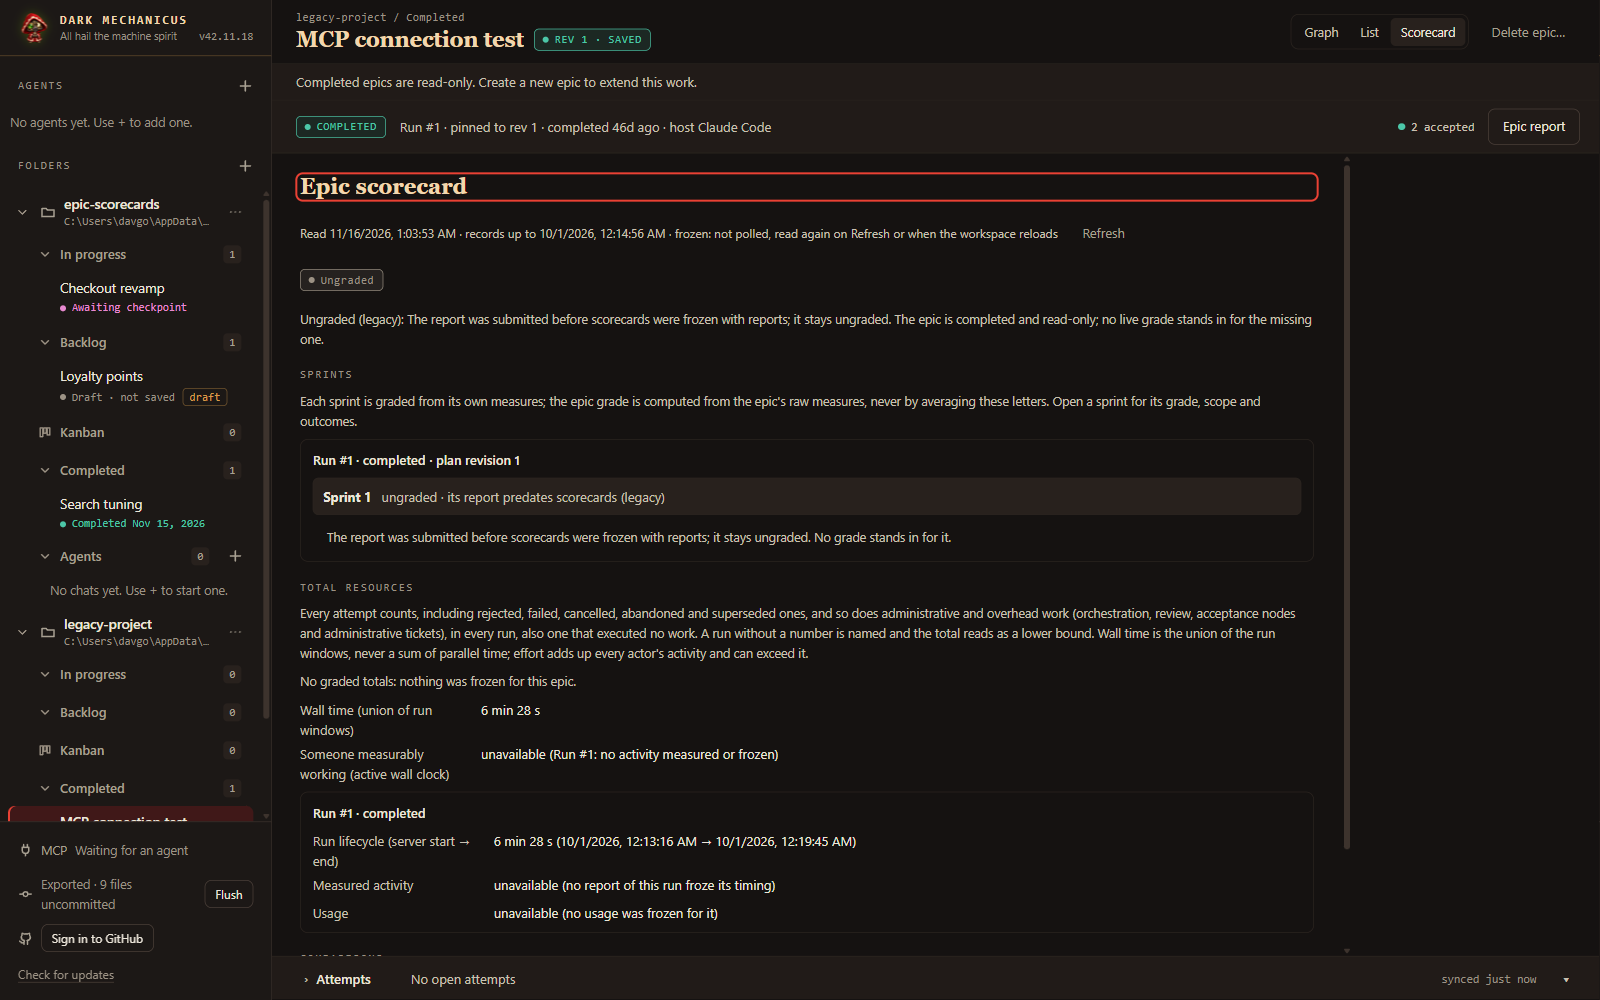 DARK MECHANICUS
All hail the machine spirit v42.11.18
AGENTS
No agents yet. Use + to add one.
FOLDERS
epic-scorecards
C:\Users\davgo\AppData\…
In progress 1
Checkout revamp
Awaiting checkpoint
Backlog 1
Loyalty points
Draft · not saved draft
Kanban 0
Completed 1
Search tuning
Completed Nov 15, 2026
Agents 0
No chats yet. Use + to start one.
legacy-project
C:\Users\davgo\AppData\…
In progress 0
Backlog 0
Kanban 0
Completed 1
MCP connection test
MCP Waiting for an agent
Exported · 9 files
uncommitted
Flush
Sign in to GitHub
Check for updates
legacy-project / Completed
MCP connection test REV 1 · SAVED
Graph List Scorecard Delete epic…
Completed epics are read-only. Create a new epic to extend this work.
COMPLETED Run #1 · pinned to rev 1 · completed 46d ago · host Claude Code
2 accepted Epic report
Epic scorecard
Read 11/16/2026, 1:03:53 AM · records up to 10/1/2026, 12:14:56 AM · frozen: not polled, read again on Refresh or when the workspace reloads Refresh
Ungraded
Ungraded (legacy): The report was submitted before scorecards were frozen with reports; it stays ungraded. The epic is completed and read-only; no live grade stands in for the missing
one.
SPRINTS
Each sprint is graded from its own measures; the epic grade is computed from the epic's raw measures, never by averaging these letters. Open a sprint for its grade, scope and
outcomes.
Run #1 · completed · plan revision 1
Sprint 1 ungraded · its report predates scorecards (legacy)
The report was submitted before scorecards were frozen with reports; it stays ungraded. No grade stands in for it.
TOTAL RESOURCES
Every attempt counts, including rejected, failed, cancelled, abandoned and superseded ones, and so does administrative and overhead work (orchestration, review, acceptance nodes
and administrative tickets), in every run, also one that executed no work. A run without a number is named and the total reads as a lower bound. Wall time is the union of the run
windows, never a sum of parallel time; effort adds up every actor's activity and can exceed it.
No graded totals: nothing was frozen for this epic.
Wall time (union of run
windows)
6 min 28 s
Someone measurably
working (active wall clock)
unavailable (Run #1: no activity measured or frozen)
Run #1 · completed
Run lifecycle (server start →
end)
6 min 28 s (10/1/2026, 12:13:16 AM → 10/1/2026, 12:19:45 AM)
Measured activity unavailable (no report of this run froze its timing)
Usage unavailable (no usage was frozen for it)
› Attempts No open attempts
synced just now